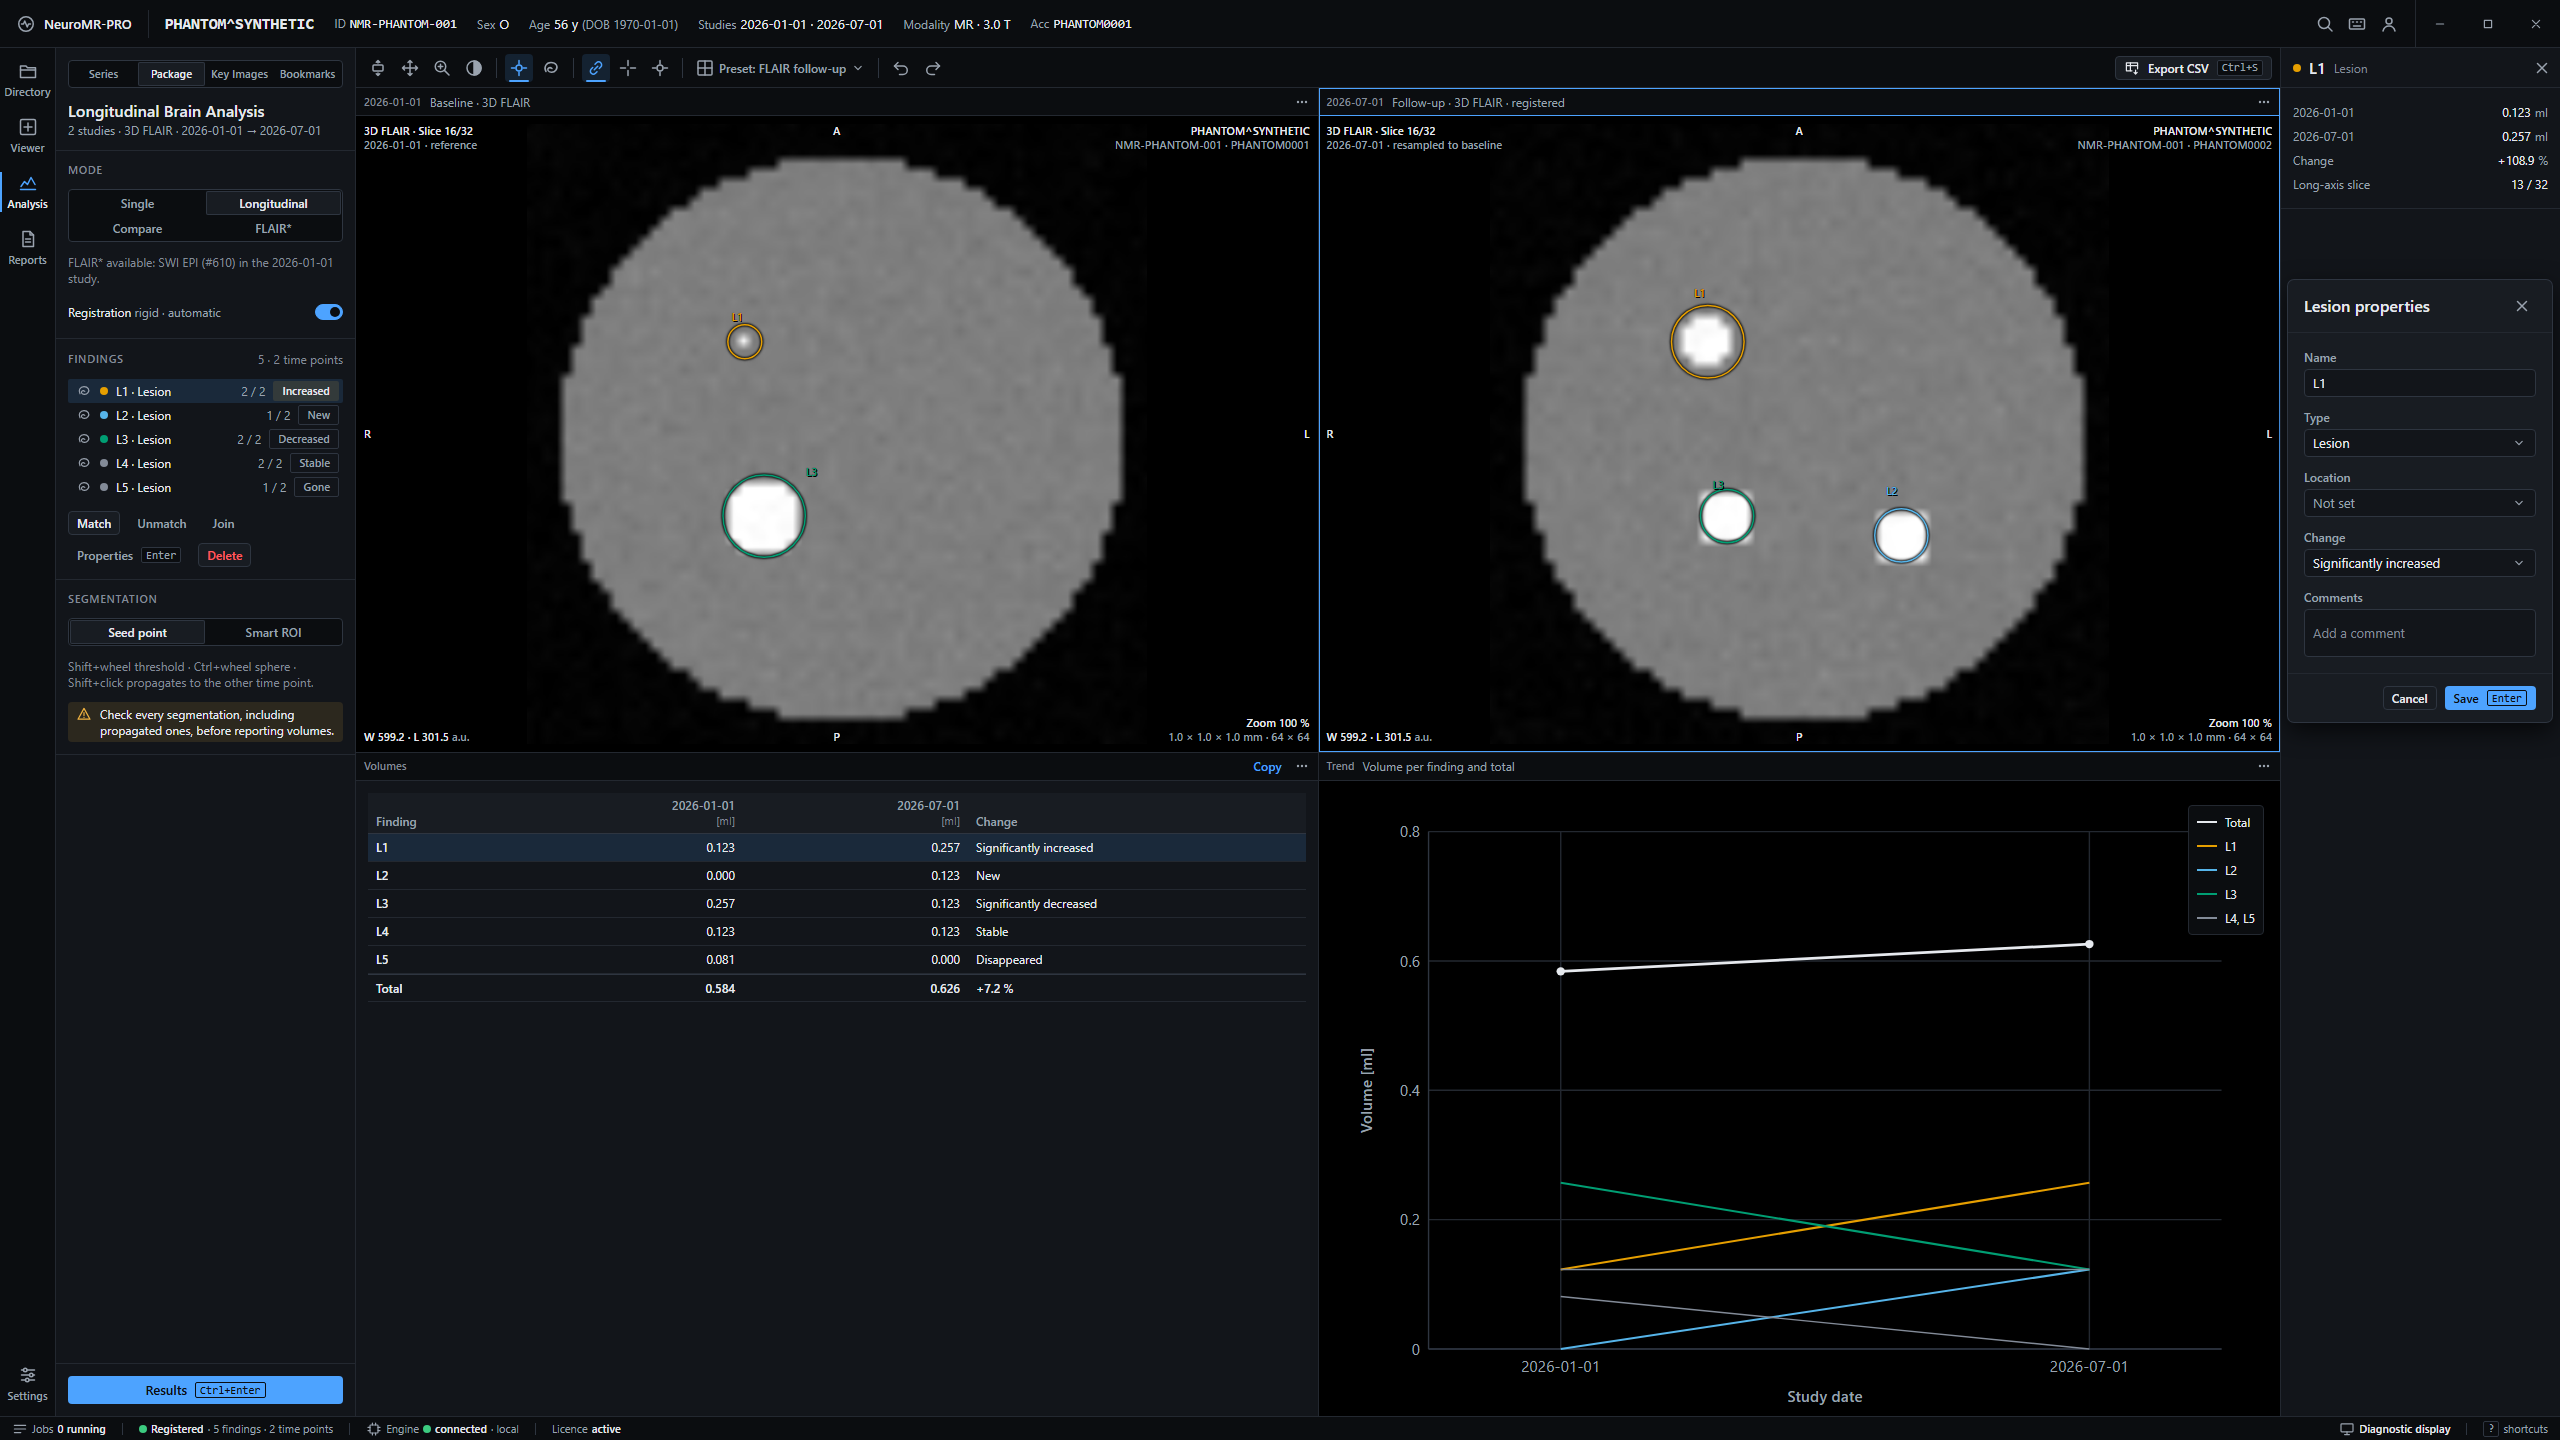 NeuroMR-PRO PHANTOM^SYNTHETIC ID NMR-PHANTOM-001 Sex O Age 56 y (DOB 1970-01-01) Studies 2026-01-01 · 2026-07-01 Modality MR · 3.0 T Acc PHANTOM0001
Directory
Viewer
Analysis
Reports
Settings
Series Package Key Images Bookmarks
Longitudinal Brain Analysis
2 studies · 3D FLAIR · 2026-01-01 → 2026-07-01
MODE
Single Longitudinal
Compare FLAIR*
FLAIR* available: SWI EPI (#610) in the 2026-01-01
study.
Registration rigid · automatic
FINDINGS 5 · 2 time points
L1 · Lesion 2 / 2 Increased
L2 · Lesion 1 / 2 New
L3 · Lesion 2 / 2 Decreased
L4 · Lesion 2 / 2 Stable
L5 · Lesion 1 / 2 Gone
Match Unmatch Join
Properties Enter Delete
SEGMENTATION
Seed point Smart ROI
Shift+wheel threshold · Ctrl+wheel sphere ·
Shift+click propagates to the other time point.
Check every segmentation, including
propagated ones, before reporting volumes.
Results Ctrl+Enter
Preset: FLAIR follow-up
Export CSV Ctrl+S
2026-01-01 Baseline · 3D FLAIR
3D FLAIR · Slice 16/32
2026-01-01 · reference
A
PHANTOM^SYNTHETIC
NMR-PHANTOM-001 · PHANTOM0001
L1
R
L
L3
W 599.2 · L 301.5 a.u.
P
Zoom 100 %
1.0 × 1.0 × 1.0 mm · 64 × 64
2026-07-01 Follow-up · 3D FLAIR · registered
3D FLAIR · Slice 16/32
2026-07-01 · resampled to baseline
A
PHANTOM^SYNTHETIC
NMR-PHANTOM-001 · PHANTOM0002
L1
R
L
L3
L2
W 599.2 · L 301.5 a.u.
P
Zoom 100 %
1.0 × 1.0 × 1.0 mm · 64 × 64
Volumes Copy
Finding 2026-01-01 [ml] 2026-07-01 [ml] Change
L1 0.123 0.257 Significantly increased
L2 0.000 0.123 New
L3 0.257 0.123 Significantly decreased
L4 0.123 0.123 Stable
L5 0.081 0.000 Disappeared
Total 0.584 0.626 +7.2 %
Trend Volume per finding and total
Total
L1
L2
L3
L4, L5
0.8
0.6
0.4
0.2
0
Volume [ml]
2026-01-01 2026-07-01
Study date
L1 Lesion
2026-01-01 0.123 ml
2026-07-01 0.257 ml
Change +108.9 %
Long-axis slice 13 / 32
Lesion properties
Name
L1
Type
Lesion
Location
Not set
Change
Significantly increased
Comments
Add a comment
Cancel Save Enter
Jobs 0 running Registered · 5 findings · 2 time points Engine connected · local Licence active Diagnostic display ? shortcuts